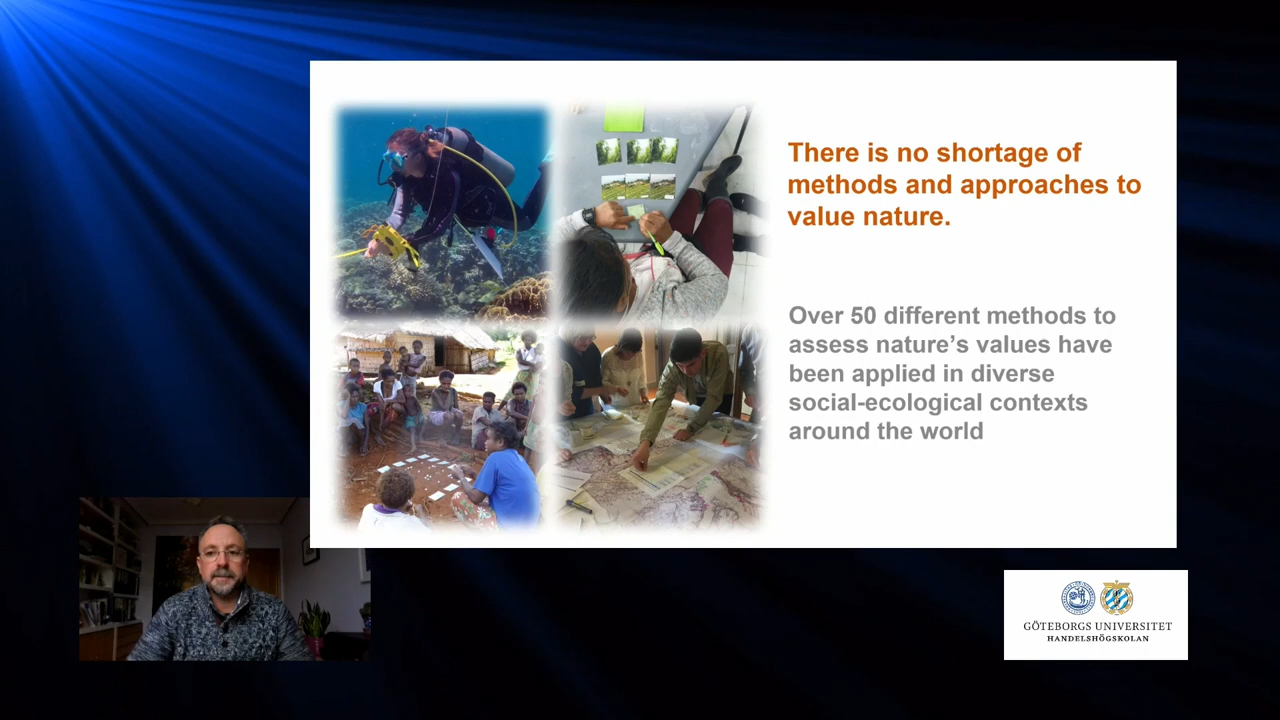 There is no shortage of
methods and approaches to
value nature.
Over 50 different methods to
assess nature's values have
been applied in diverse
social-ecological contexts
around the world
GÖTEBORGS UNIVERSITET
HANDELSHÖGSKOLAN